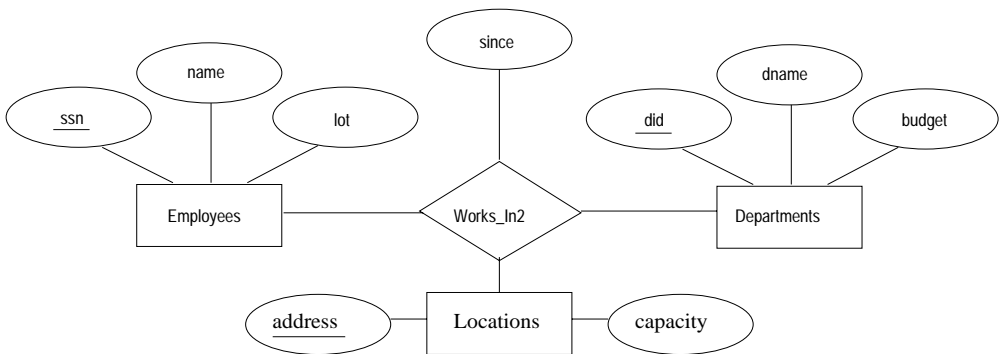 since
name
dname
ssn
lot
did
budget
Employees
Works_In2
Departments
address
Locations
capacity